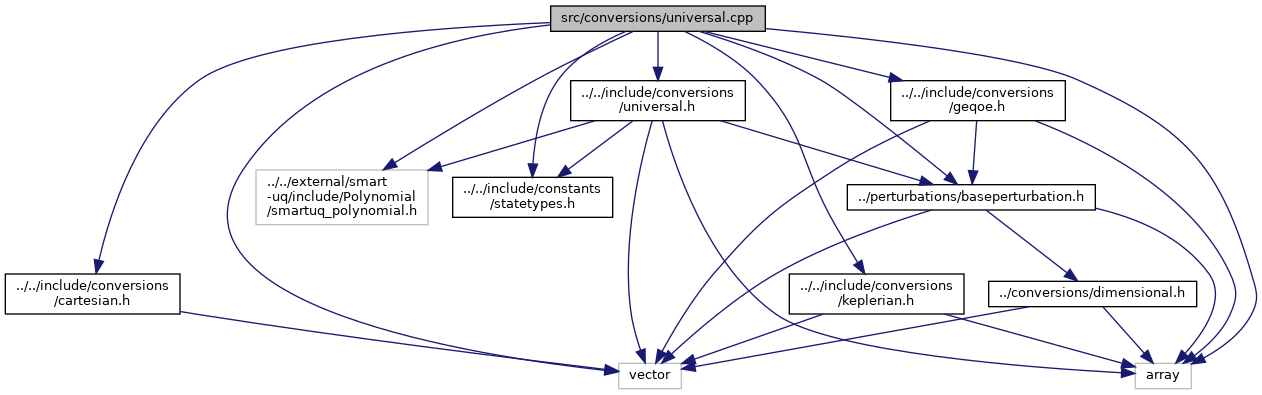 src/conversions/universal.cpp
../../include/conversions
/universal.h
../../include/conversions
/geqoe.h
../../external/smart
-uq/include/Polynomial
/smartuq_polynomial.h
../../include/constants
/statetypes.h
../perturbations/baseperturbation.h
../../include/conversions
/cartesian.h
../../include/conversions
/keplerian.h
../conversions/dimensional.h
vector
array